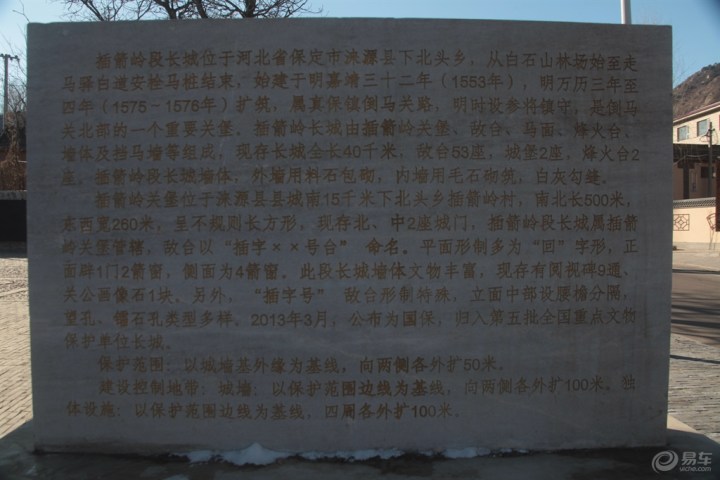 插箭岭段长城位于河北省保定市涞源县下北头乡，从白石山林场始至走
马驿白道安栓马桩结束，始建于明嘉靖三十二年（1553年），明万历三年至
四年（1575－1576年）扩筑，属真保镇倒马关路，明时设参将镇守，是倒马
关北部的一个重要关堡。插箭岭长城由插箭岭关堡、敌台、马面、烽火台、
墙体及挡马墙等组成，现存长城全长40千米，敌台53座，城堡2座，烽火台2
座。插箭岭段长城墙体，外墙用料石包砌，内墙用毛石砌筑，白灰勾缝。
插箭岭关堡位于涞源县县城南15千米下北头乡插箭岭村，南北长500米，
东西宽260米，呈不规则长方形，现存北、中2座城门，插箭岭段长城属插箭
岭关堡管辖，敌台以“插字××号台” 命名。平面形制多为“回”字形，正
面辟1门2箭窗，侧面为4箭窗。此段长城墙体文物丰富，现存有阅视碑9通、
关公画像石1块。另外，“插字号” 敌台形制特殊，立面中部设腰檐分隔，
望孔、礌石孔类型多样。2013年3月，公布为国保，归入第五批全国重点文物
保护单位长城。
保护范围：以城墙基外缘为基线，向两侧各外扩50米。
建设控制地带：城墙：以保护范围边线为基线，向两侧各外扩100米。独
体设施：以保护范围边线为基线，四周各外扩100米。
易车
yiche.com